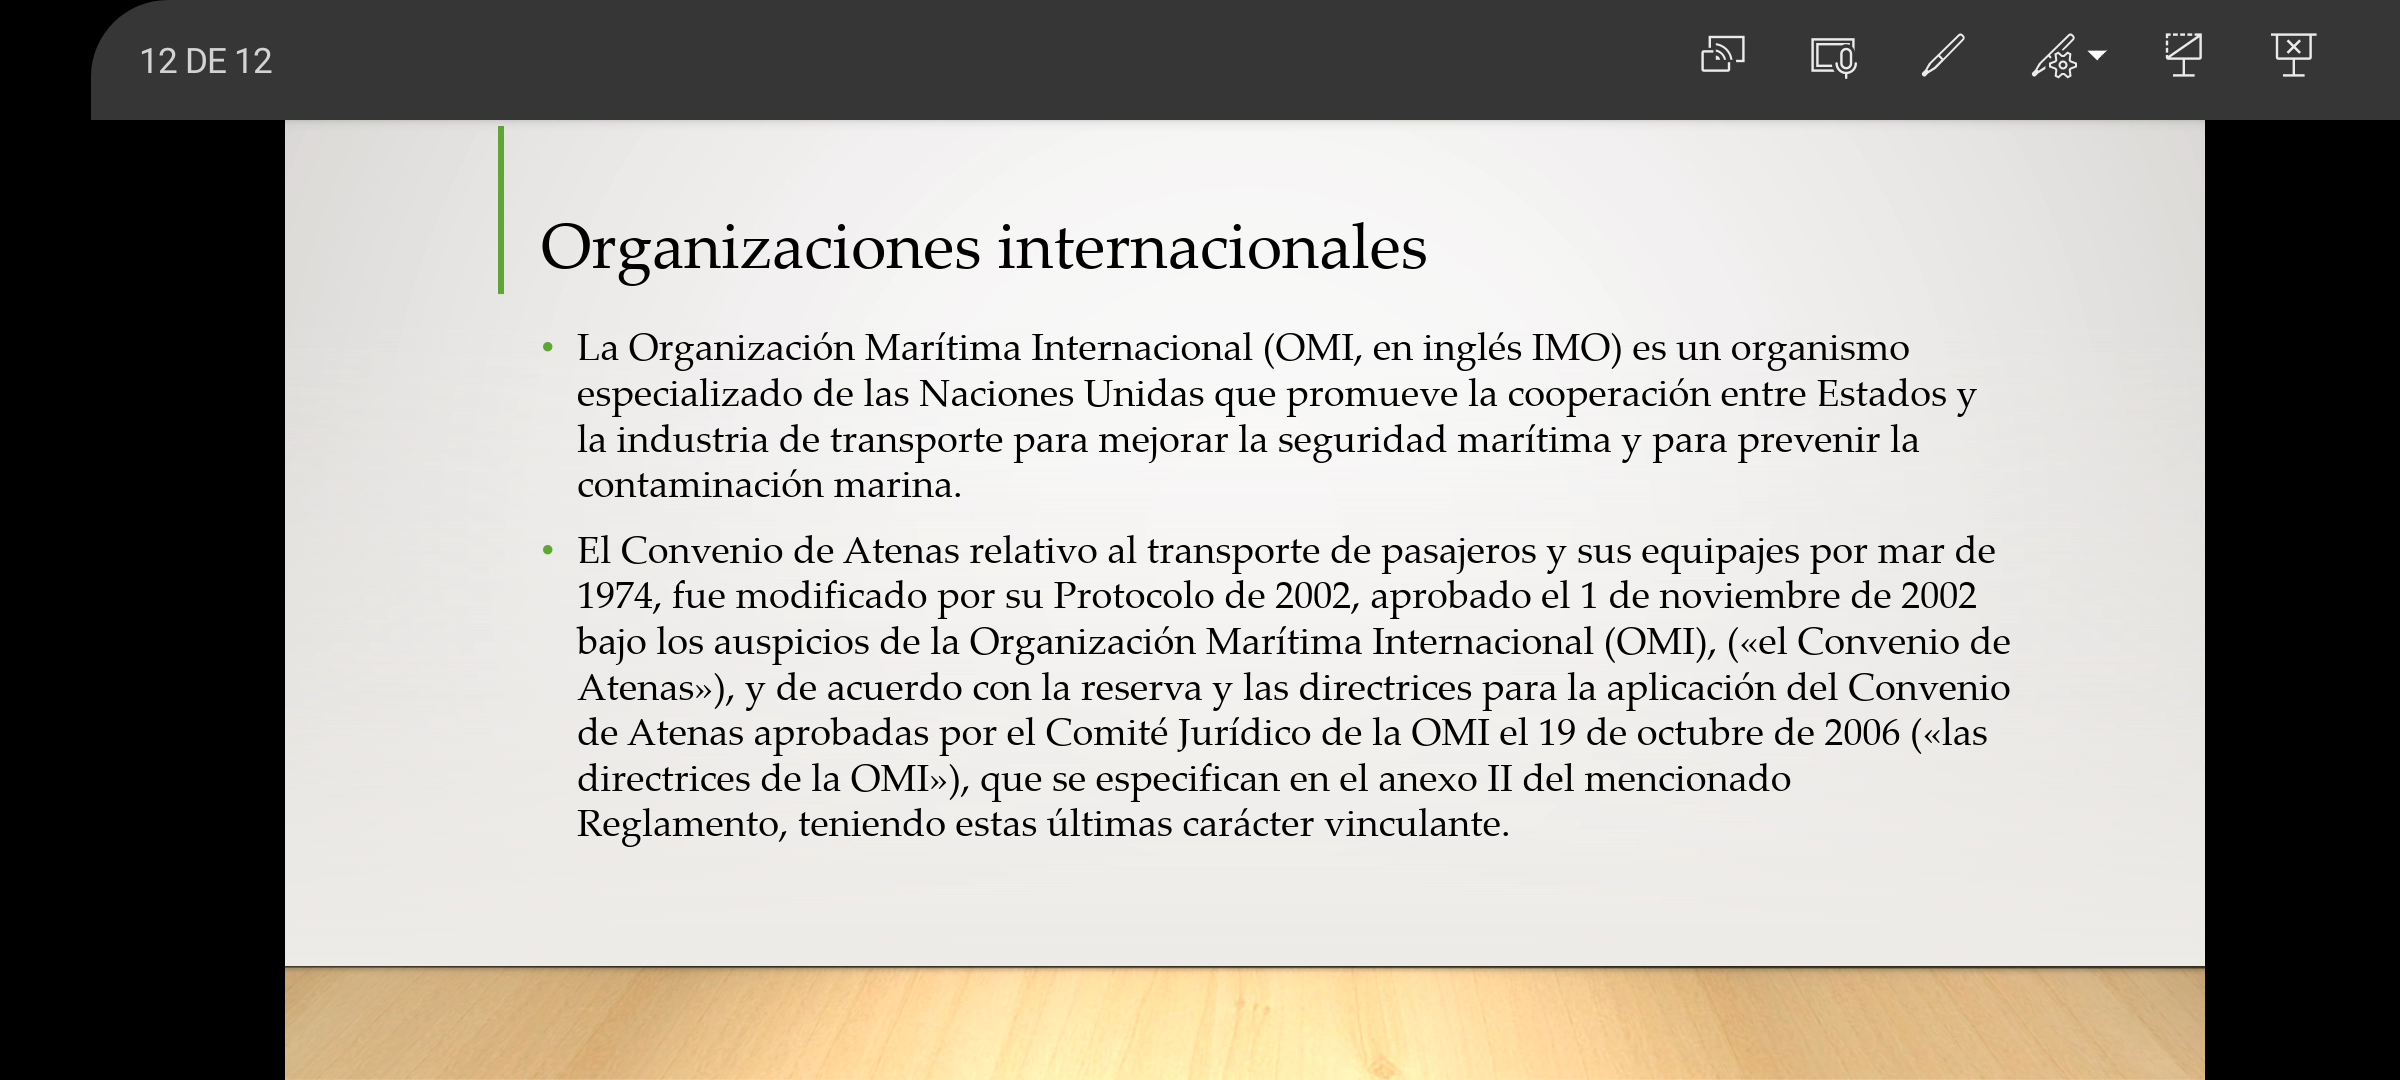 12 DE 12
Organizaciones internacionales
• La Organización Marítima Internacional (OMI, en inglés IMO) es un organismo
especializado de las Naciones Unidas que promueve la cooperación entre Estados y
la industria de transporte para mejorar la seguridad marítima y para prevenir la
contaminación marina.
• El Convenio de Atenas relativo al transporte de pasajeros y sus equipajes por mar de
1974, fue modificado por su Protocolo de 2002, aprobado el 1 de noviembre de 2002
bajo los auspicios de la Organización Marítima Internacional (OMI), («el Convenio de
Atenas»), y de acuerdo con la reserva y las directrices para la aplicación del Convenio
de Atenas aprobadas por el Comité Jurídico de la OMI el 19 de octubre de 2006 («las
directrices de la OMI»), que se especifican en el anexo II del mencionado
Reglamento, teniendo estas últimas carácter vinculante.